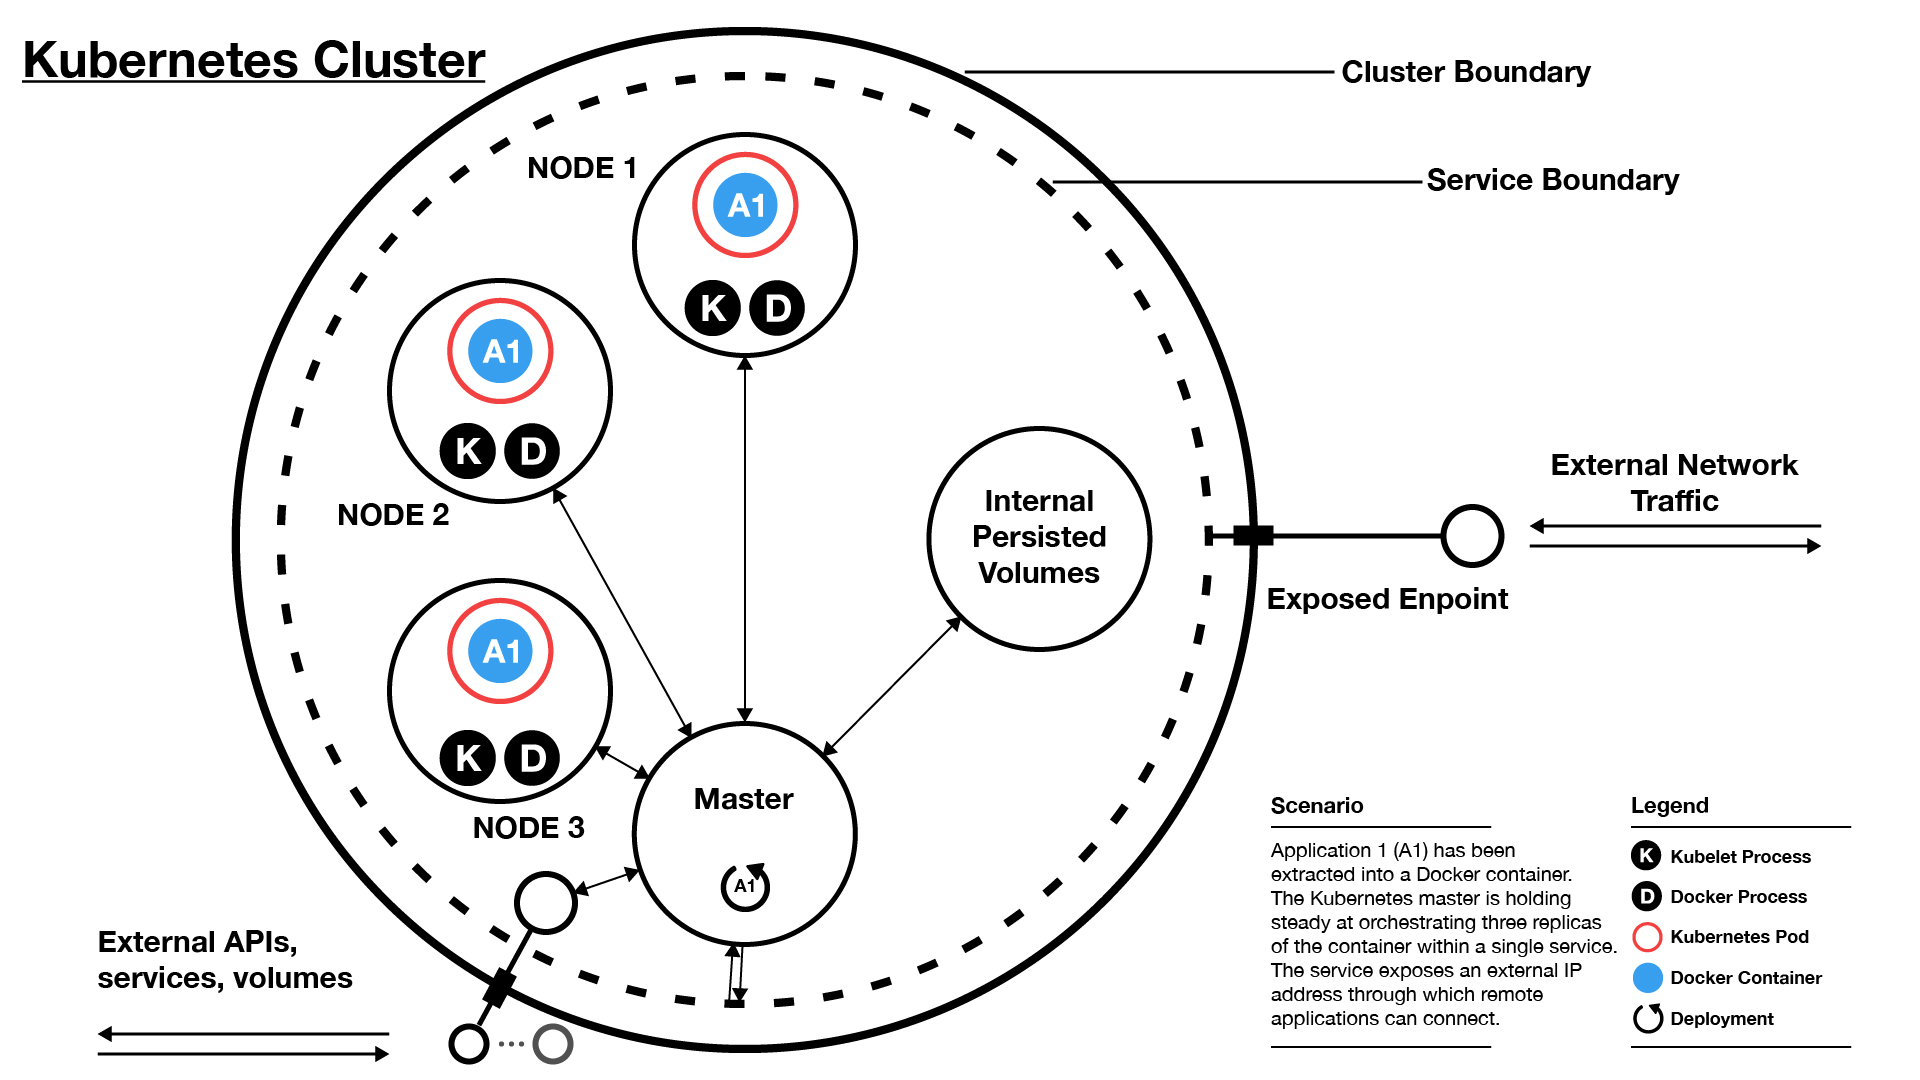 Kubernetes Cluster
Cluster Boundary
Service Boundary
NODE 1
A1
K D
A1
K D
NODE 2
A1
K D
NODE 3
Internal
Persisted
Volumes
Master
A1
External Network
Traffic
Exposed Enpoint
External APIs,
services, volumes
Scenario
Application 1 (A1) has been
extracted into a Docker container.
The Kubernetes master is holding
steady at orchestrating three replicas
of the container within a single service.
The service exposes an external IP
address through which remote
applications can connect.
Legend
K Kubelet Process
D Docker Process
Kubernetes Pod
Docker Container
Deployment